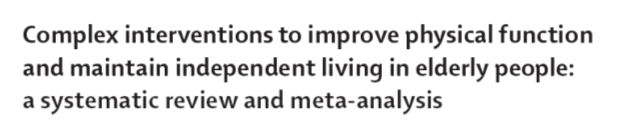 Complex interventions to improve physical function
and maintain independent living in elderly people:
a systematic review and meta-analysis